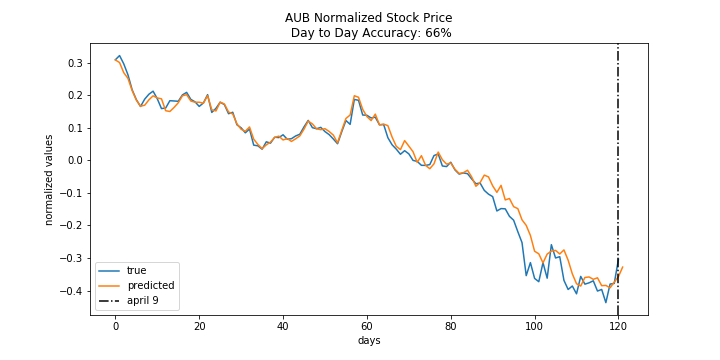 AUB Normalized Stock Price
Day to Day Accuracy: 66%
normalized values
0.3
0.2
0.1
0.0
−0.1
−0.2
−0.3
−0.4
true
predicted
april 9
0 20 40 60 80 100 120
days